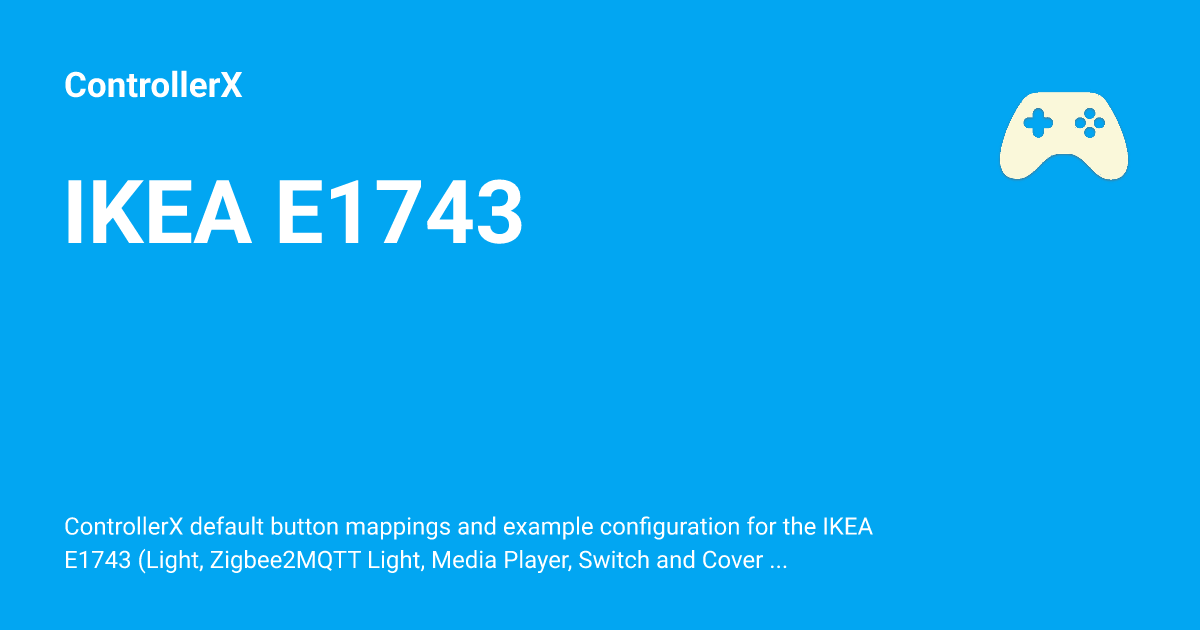 ControllerX
IKEA E1743
ControllerX default button mappings and example configuration for the IKEA
E1743 (Light, Zigbee2MQTT Light, Media Player, Switch and Cover ...